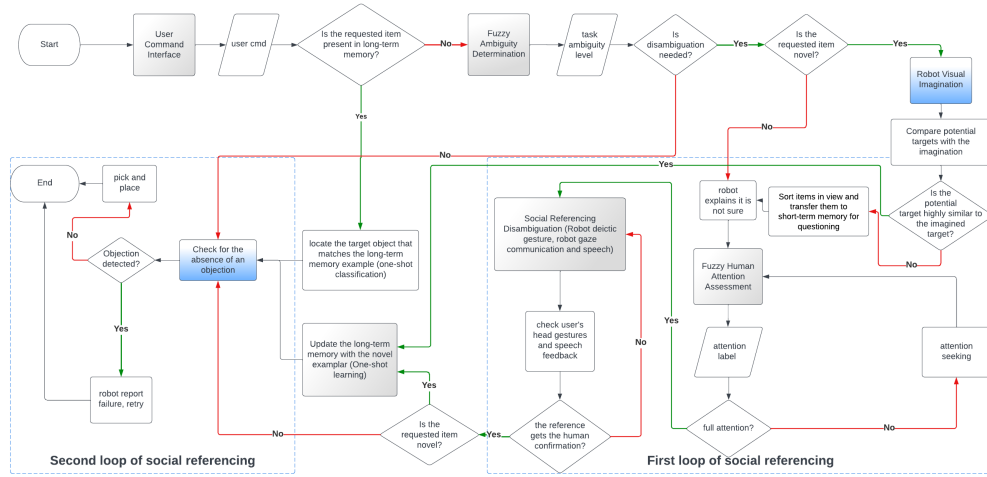 Start
User
Command
Interface
user cmd
Is the requested item
present in long-term
memory?
No
Fuzzy
Ambiguity
Determination
task
ambiguity
level
Is
disambiguation
needed?
Yes
Is the
requested item
novel?
Yes
Robot Visual
Imagination
Yes
No
Compare potential
targets with the
imagination
No
Yes
End
pick and
place
robot
explains it is
not sure
Sort items in view and
transfer them to
short-term memory for
questioning
Is the
potential
target highly similar to
the imagined
target?
No
Social Referencing
Disambiguation (Robot deictic
gesture, robot gaze
communication and speech)
No
Objection
detected?
Check for the
absence of an
objection
locate the target object that
matches the long-term
memory example (one-shot
classification)
Fuzzy Human
Attention
Assessment
Yes
Yes
check user's
head gestures
and speech
feedback
No
attention
label
attention
seeking
Update the long-term
memory with the novel
examplar (One-shot
learning)
robot report
failure, retry
Yes
Is the
requested item
novel?
No
Yes
the reference
gets the human
confirmation?
full attention?
No
Second loop of social referencing
First loop of social referencing